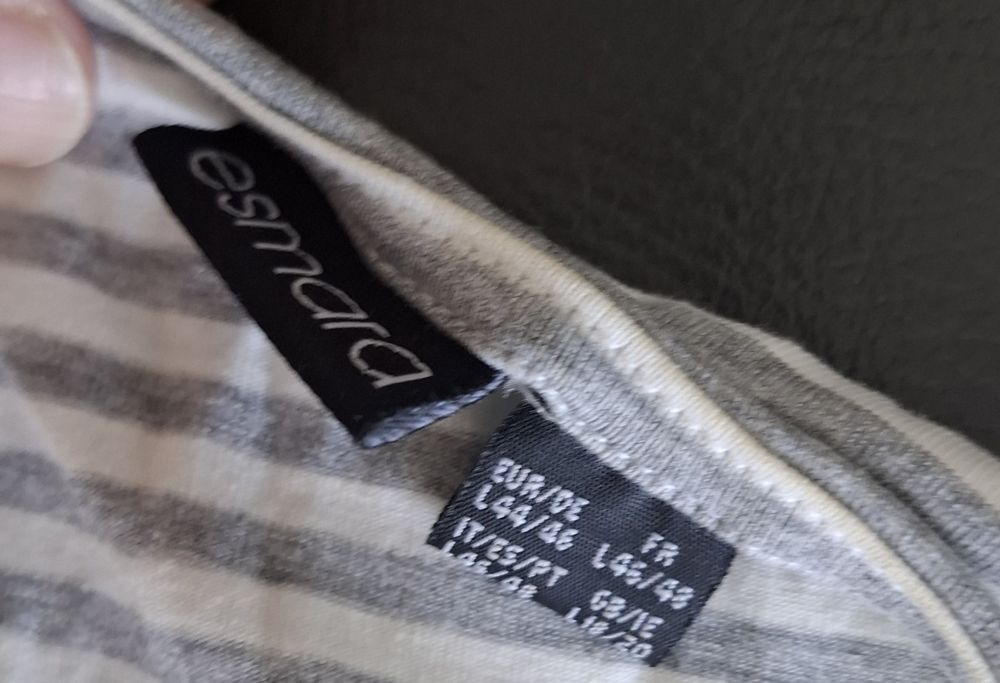 esmara
EUR/DE
L44/46
FR
L46/48
IT/ES/PT
GB/IE
L18/20